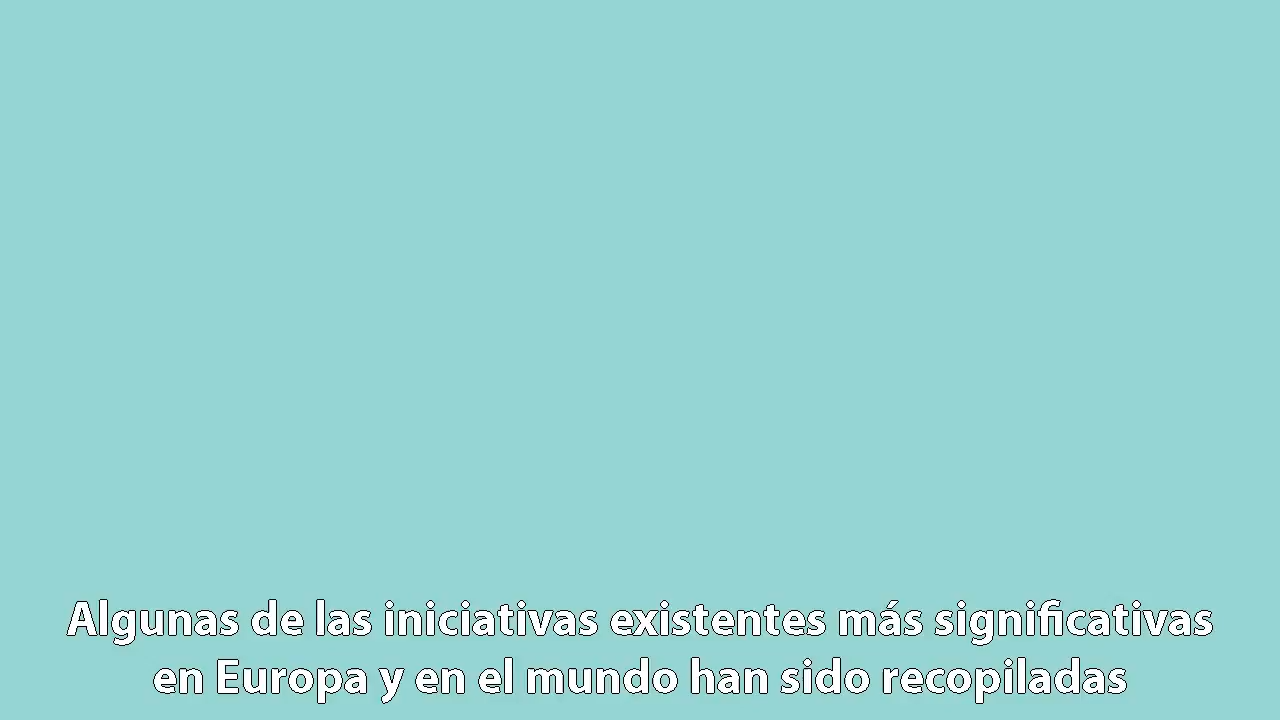 Algunas de las iniciativas existentes más significativas
en Europa y en el mundo han sido recopiladas